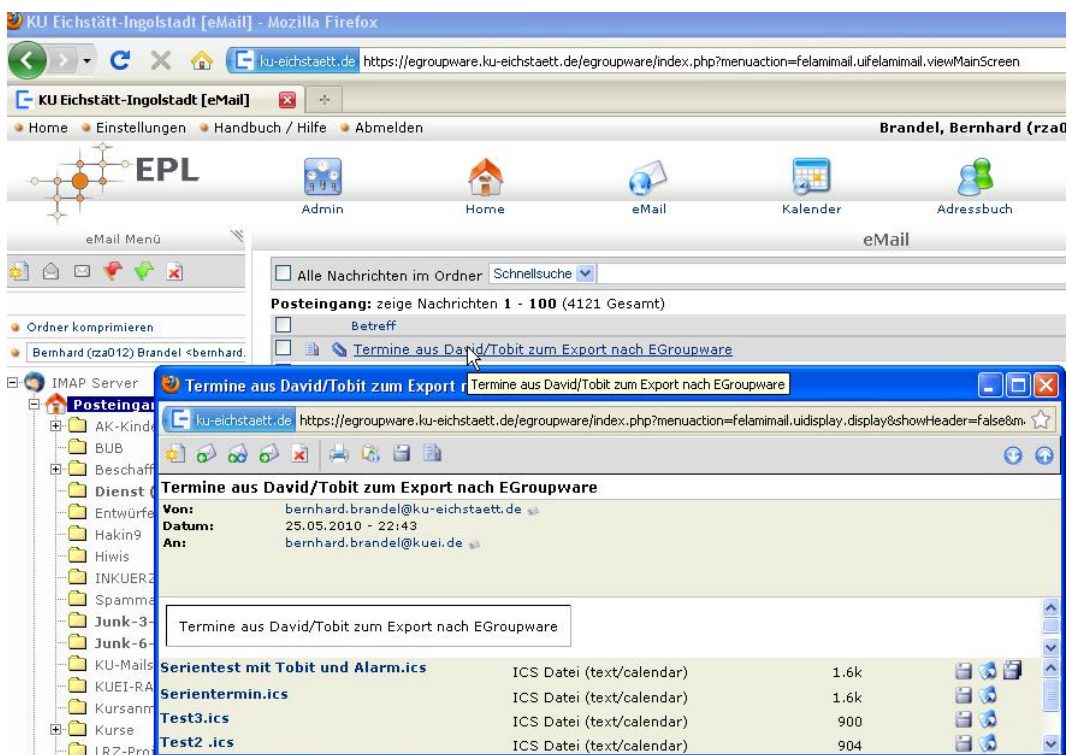 KU Eichstätt-Ingolstadt [eMail] - Mozilla Firefox
ku-eichstaett.de https://egroupware.ku-eichstaett.de/egroupware/index.php?menuaction=felamimail.uifelamimail.viewMainScreen
KU Eichstätt-Ingolstadt [eMail]
Home Einstellungen Handbuch / Hilfe Abmelden Brandel, Bernhard (rza0
EPL
Admin Home eMail Kalender Adressbuch
eMail Menü eMail
Alle Nachrichten im Ordner Schnellsuche
Posteingang: zeige Nachrichten 1 - 100 (4121 Gesamt)
Ordner komprimieren
Betreff
Bernhard (rza012) Brandel <bernhard.
Termine aus David/Tobit zum Export nach EGroupware
IMAP Server
Posteinga
AK-Kinde
BUB
Beschaff
Dienst (
Entwürfe
Hakin9
Hiwis
INKUERZ
Spamma
Junk-3-
Junk-6-
KU-Mails
KUEI-RA
Kursanm
Kurse
LRZ-Proj
Termine aus David/Tobit zum Export r
Termine aus David/Tobit zum Export nach EGroupware
ku-eichstaett.de https://egroupware.ku-eichstaett.de/egroupware/index.php?menuaction=felamimail.uidisplay.display&showHeader=false&m
Termine aus David/Tobit zum Export nach EGroupware
Von: bernhard.brandel@ku-eichstaett.de
Datum: 25.05.2010 - 22:43
An: bernhard.brandel@kuei.de
Termine aus David/Tobit zum Export nach EGroupware
Serientest mit Tobit und Alarm.ics ICS Datei (text/calendar) 1.6k
Serientermin.ics ICS Datei (text/calendar) 1.6k
Test3.ics ICS Datei (text/calendar) 900
Test2 .ics ICS Datei (text/calendar) 904